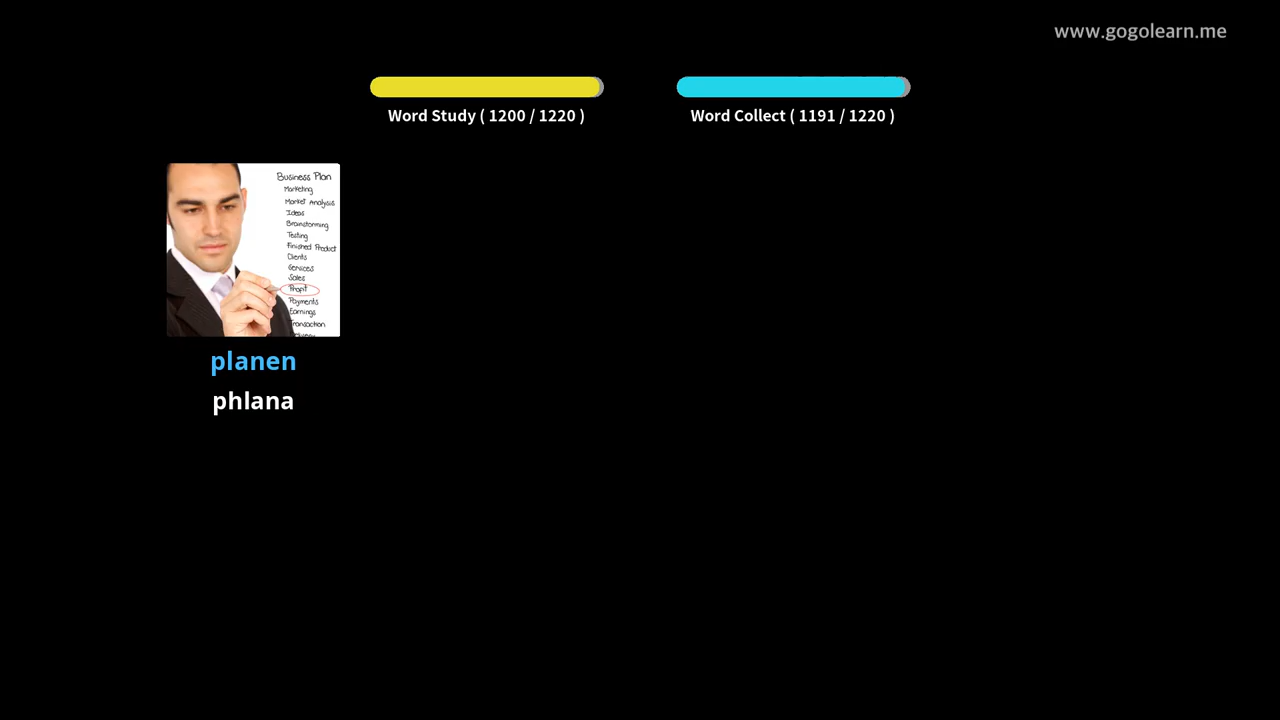 www.gogolearn.me
Word Study ( 1200 / 1220 )
Word Collect ( 1191 / 1220 )
Business Plan
Marketing
Market Analysis
Ideas
Brainstorming
Testing
Finished Product
Clients
Services
Sales
Profit
Payments
Earnings
Transaction
planen
phlana